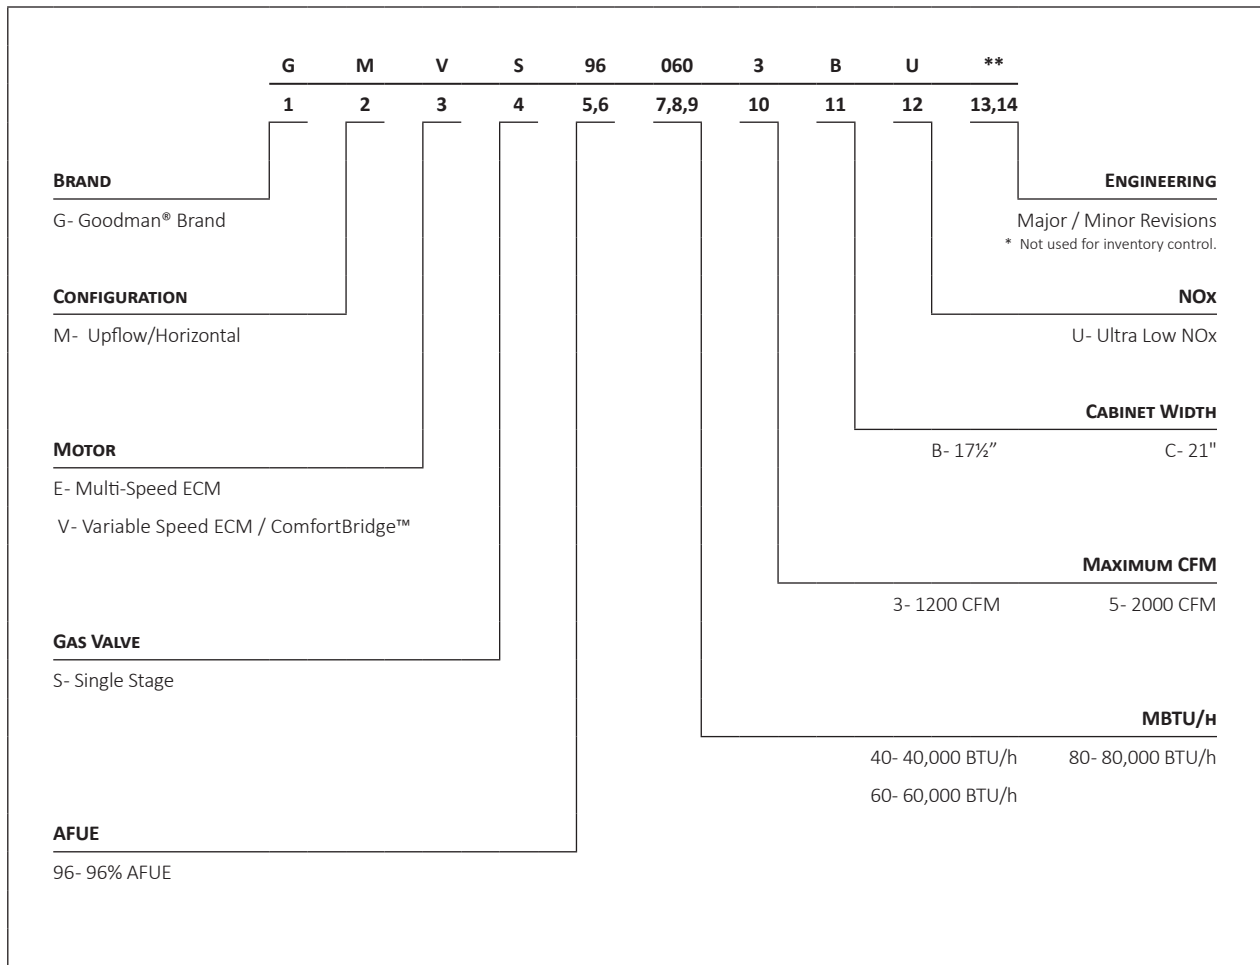 G M V S 96 060 3 B U **
1 2 3 4 5,6 7,8,9 10 11 12 13,14
BRAND
G- Goodman® Brand
ENGINEERING
Major / Minor Revisions
* Not used for inventory control.
CONFIGURATION
M- Upflow/Horizontal
NOX
U- Ultra Low NOx
CABINET WIDTH
B- 17½” C- 21"
MOTOR
E- Multi-Speed ECM
V- Variable Speed ECM / ComfortBridge™
MAXIMUM CFM
3- 1200 CFM 5- 2000 CFM
GAS VALVE
S- Single Stage
MBTU/H
40- 40,000 BTU/h 80- 80,000 BTU/h
60- 60,000 BTU/h
AFUE
96- 96% AFUE